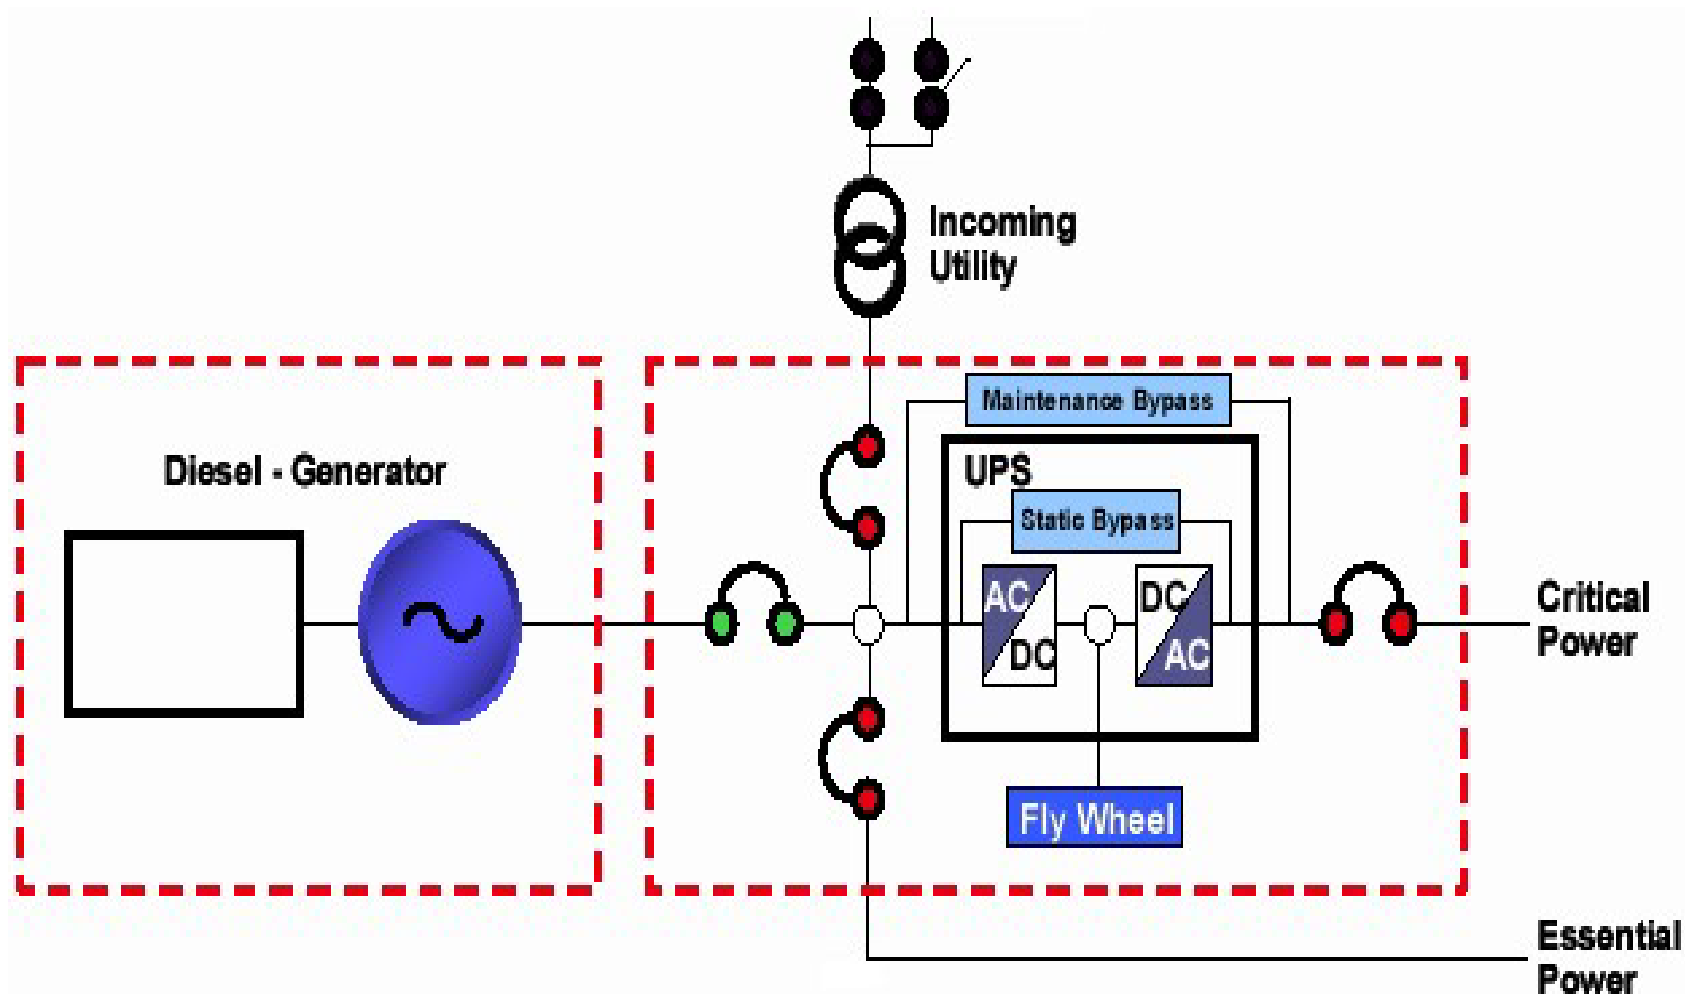 Incoming
Utility
Maintenance Bypass
Diesel - Generator
UPS
Static Bypass
AC
DC
DC
AC
Critical
Power
Fly Wheel
Essential
Power